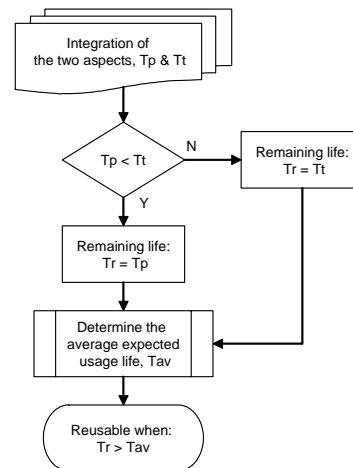 Integration of
the two aspects, Tp & Tt
Tp < Tt
N
Remaining life:
Tr = Tt
Y
Remaining life:
Tr = Tp
Determine the
average expected
usage life, Tav
Reusable when:
Tr > Tav